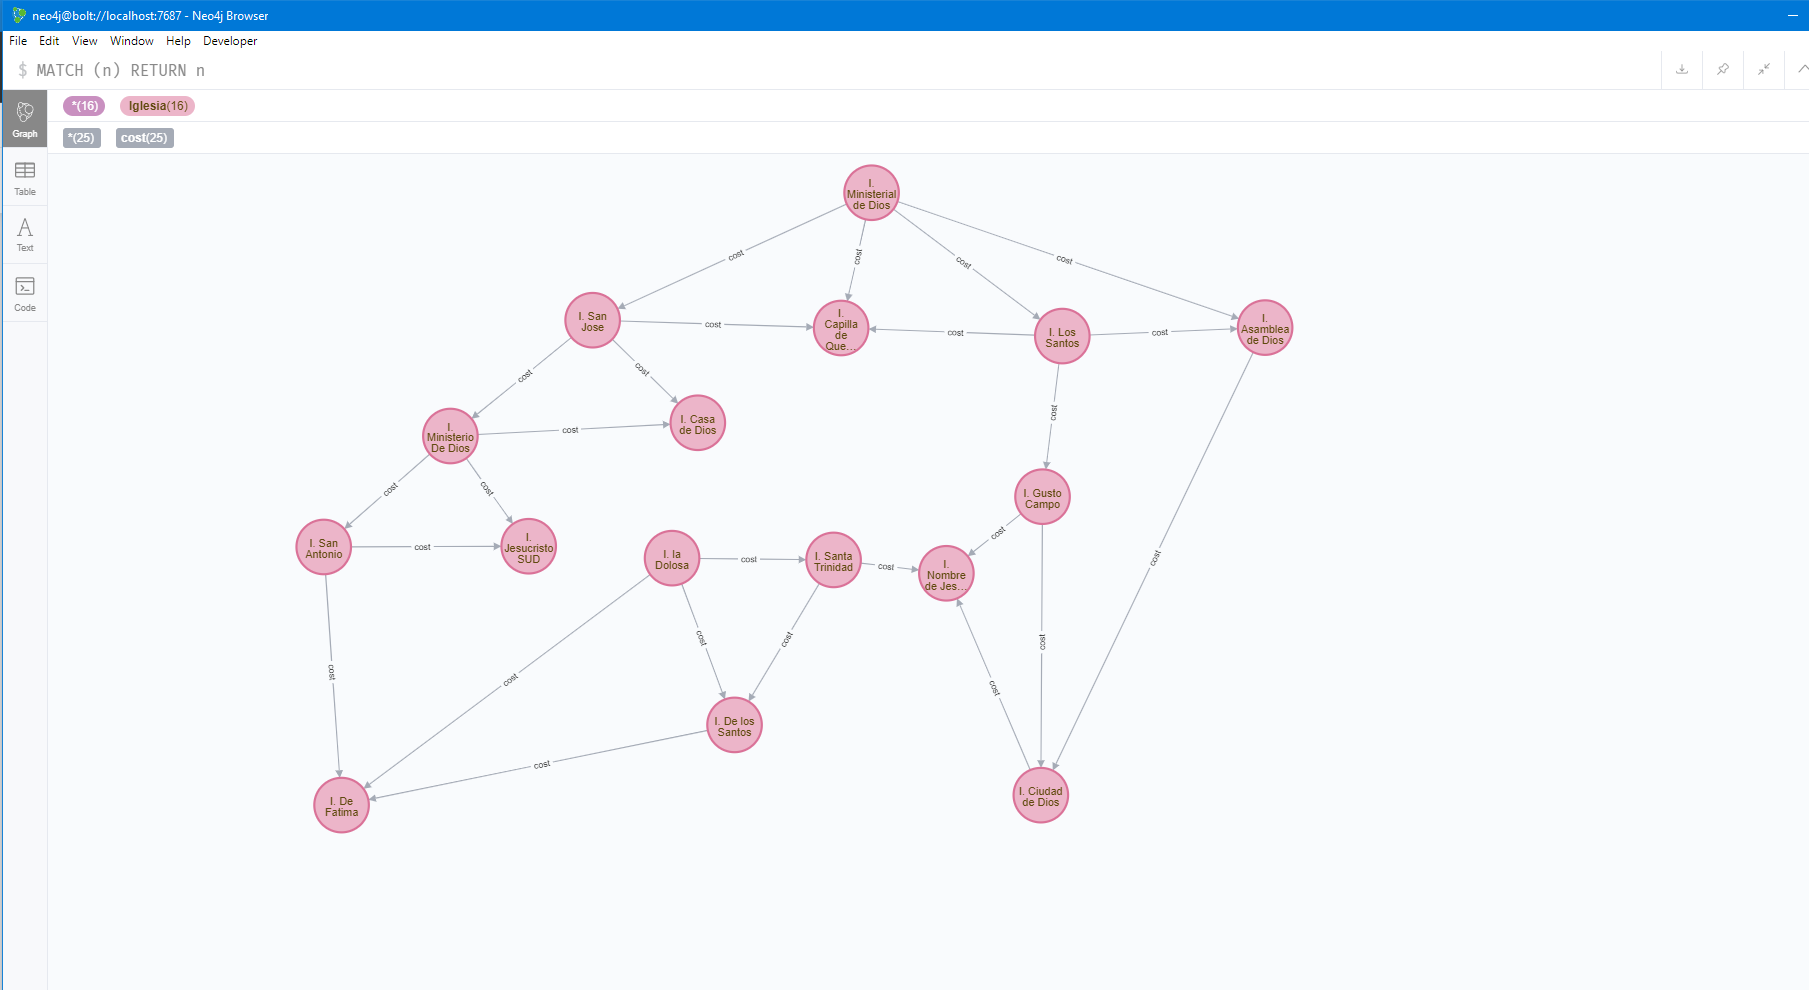 neo4j@bolt://localhost:7687 - Neo4j Browser
File Edit View Window Help Developer
$ MATCH (n) RETURN n
*(16) Iglesia(16)
*(25) cost(25)
Graph
Table
Text
Code
I.
Ministerial
de Dios
cost
cost
cost
cost
I. San
Jose
cost
I.
Capilla
de
Que...
cost
I. Los
Santos
cost
I.
Asamblea
de Dios
cost
cost
cost
I.
Ministerio
De Dios
cost
I. Casa
de Dios
cost
cost
I. Gusto
Campo
I. San
Antonio
cost
I.
Jesucristo
SUD
I. la
Dolosa
cost
I. Santa
Trinidad
cost
I.
Nombre
de Jes...
cost
cost
cost
cost
cost
cost
cost
cost
cost
I. De los
Santos
cost
I. De
Fatima
I. Ciudad
de Dios